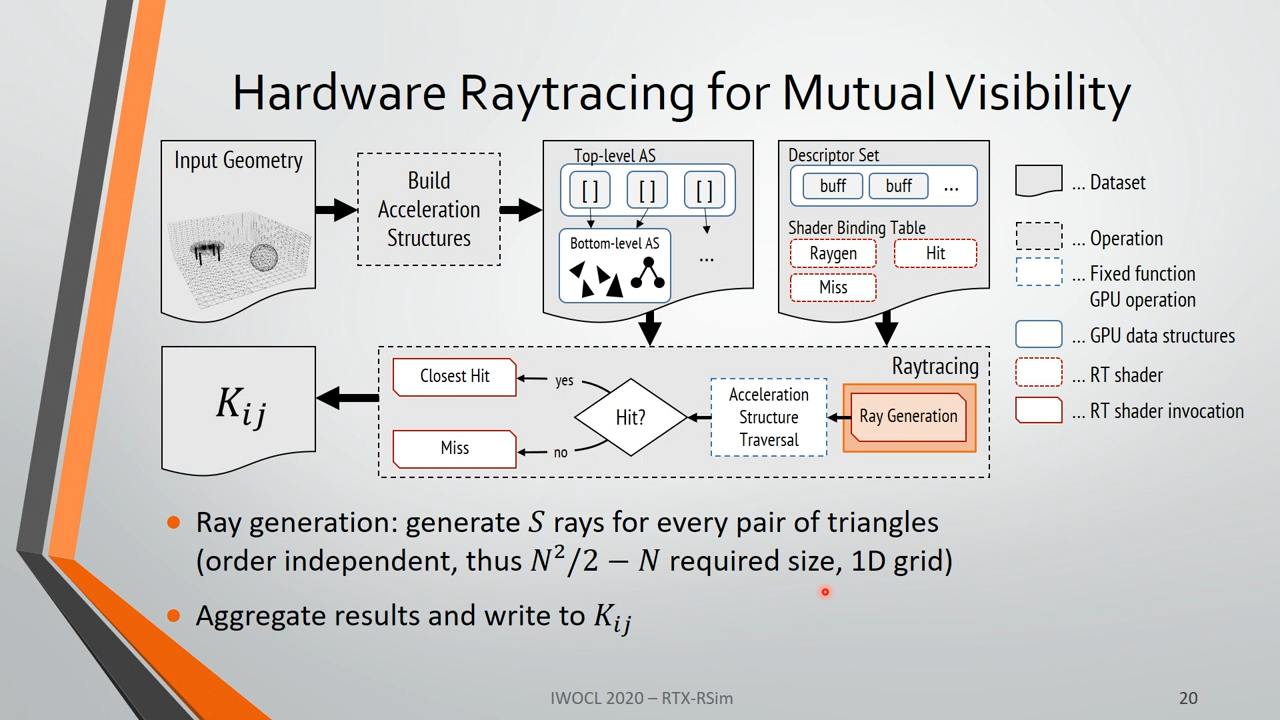 Hardware Raytracing for Mutual Visibility
Input Geometry
Build
Acceleration
Structures
Top-level AS
[ ] [ ] [ ]
Bottom-level AS
...
Descriptor Set
buff buff ...
Shader Binding Table
Raygen Hit
Miss
... Dataset
... Operation
... Fixed function
GPU operation
... GPU data structures
... RT shader
... RT shader invocation
K_{ij}
Raytracing
Closest Hit
yes
Hit?
Acceleration
Structure
Traversal
Ray Generation
Miss
no
• Ray generation: generate S rays for every pair of triangles
(order independent, thus N²/2 − N required size, 1D grid)
• Aggregate results and write to K_{ij}
IWOCL 2020 – RTX-RSim
20